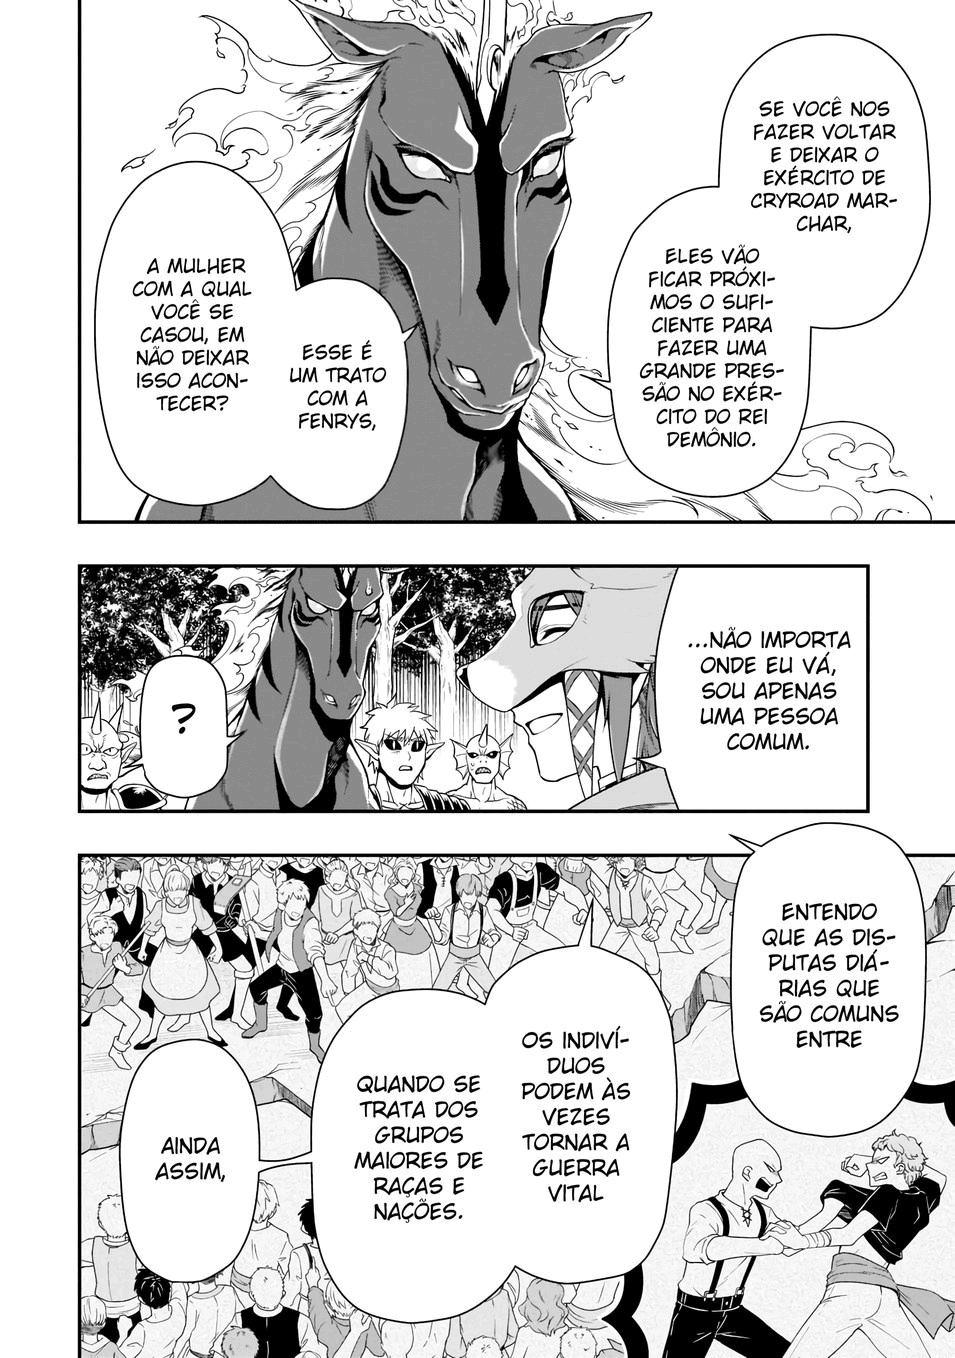 SE VOCÊ NOS
FAZER VOLTAR
E DEIXAR O
EXÉRCITO DE
CRYROAD MAR-
CHAR,
ELES VÃO
FICAR PRÓXI-
MOS O SUFI-
CIENTE PARA
FAZER UMA
GRANDE PRES-
SÃO NO EXÉR-
CITO DO REI
DEMÔNIO.
ESSE É
UM TRATO
COM A
FENRYS,
A MULHER
COM A QUAL
VOCÊ SE
CASOU, EM
NÃO DEIXAR
ISSO ACON-
TECER?
...NÃO IMPORTA
ONDE EU VÁ,
SOU APENAS
UMA PESSOA
COMUM.
?
ENTENDO
QUE AS DIS-
PUTAS DIÁ-
RIAS QUE
SÃO COMUNS
ENTRE
OS INDIVÍ-
DUOS
PODEM ÀS
VEZES
TORNAR A
GUERRA
VITAL
QUANDO SE
TRATA DOS
GRUPOS
MAIORES DE
RAÇAS E
NAÇÕES.
AINDA
ASSIM,